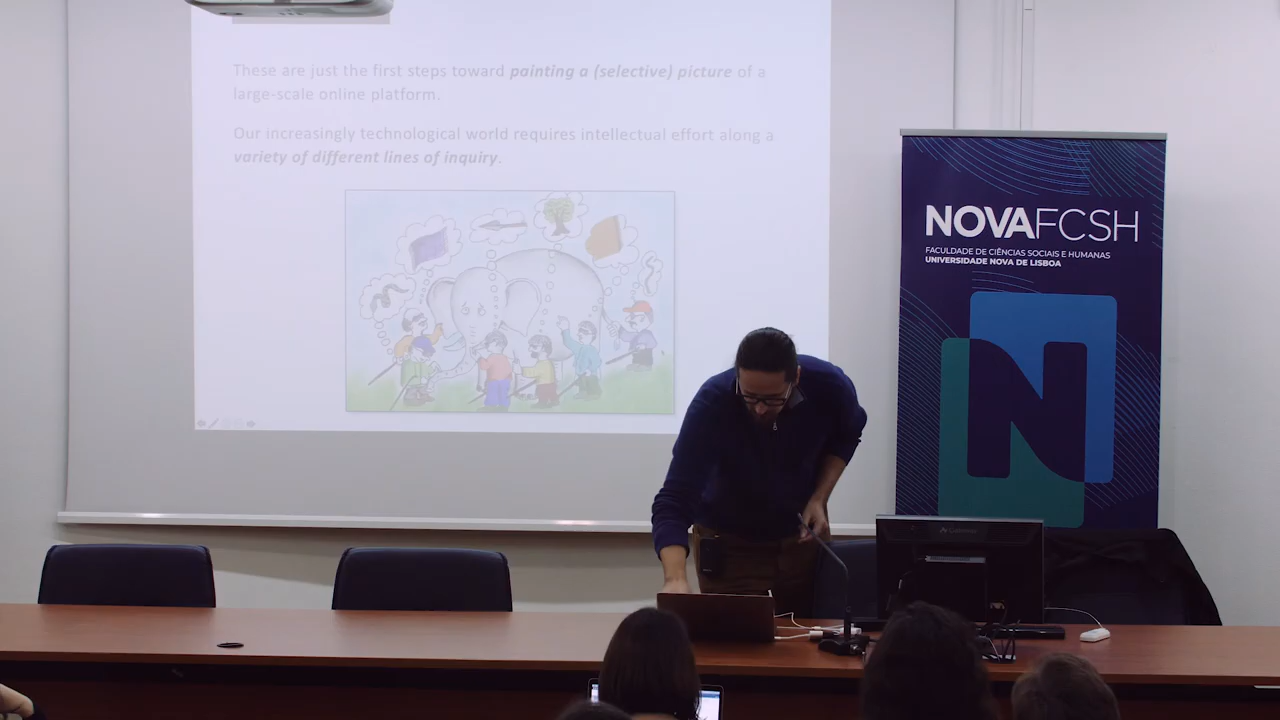 These are just the first steps toward painting a (selective) picture of a
large-scale online platform.
Our increasingly technological world requires intellectual effort along a
variety of different lines of inquiry.
NOVAFCSH
FACULDADE DE CIÊNCIAS SOCIAIS E HUMANAS
UNIVERSIDADE NOVA DE LISBOA